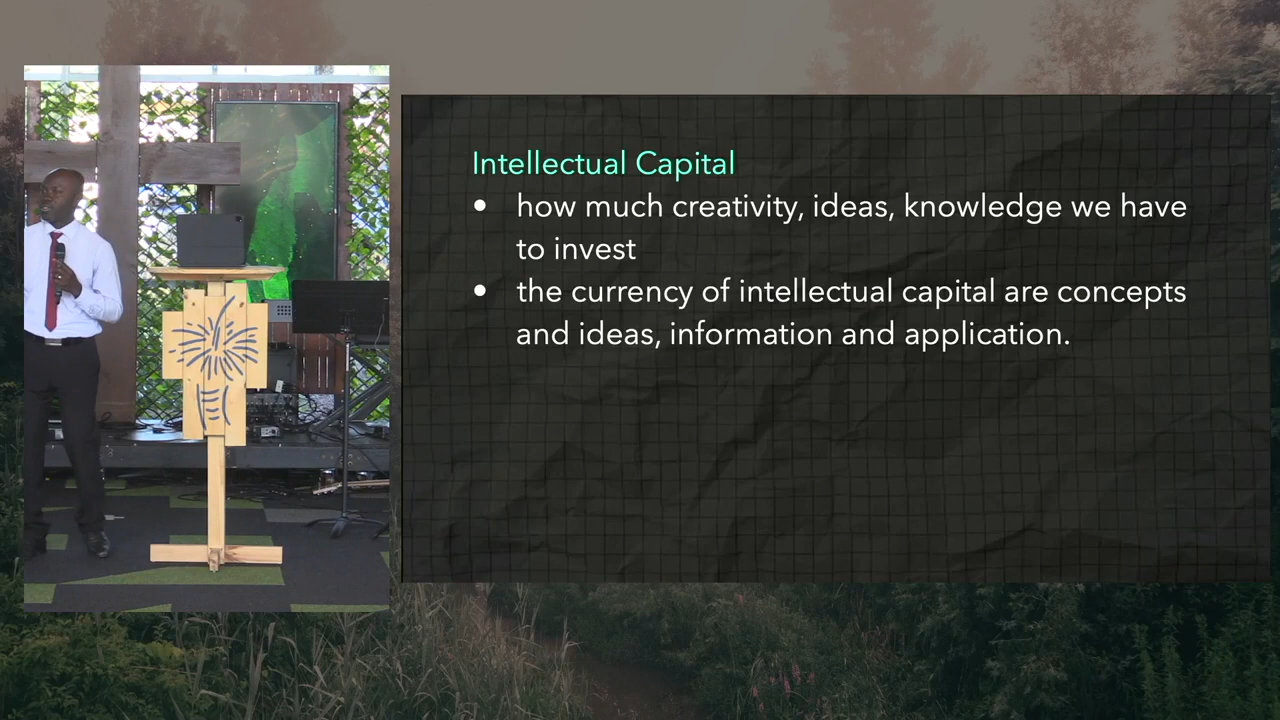 Intellectual Capital
• how much creativity, ideas, knowledge we have
to invest
• the currency of intellectual capital are concepts
and ideas, information and application.